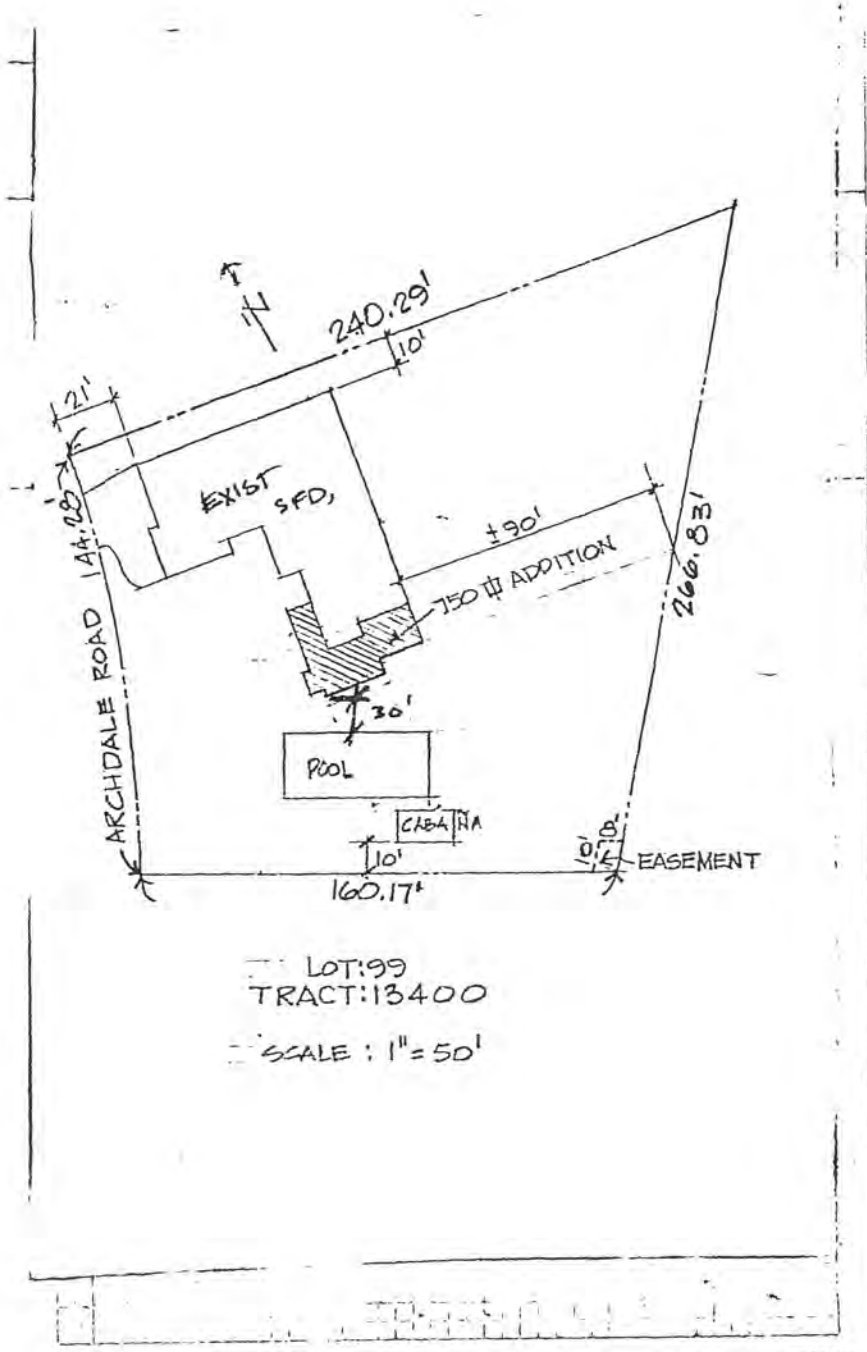 N
240.29'
10'
21'
EXIST
SFD,
ARCHDALE ROAD 144.28'
±90'
750 ⏍ ADDITION
266.83'
30'
POOL
CABANA
10'
10'
8'
EASEMENT
160.17'
LOT:99
TRACT:13400
SCALE : 1" = 50'